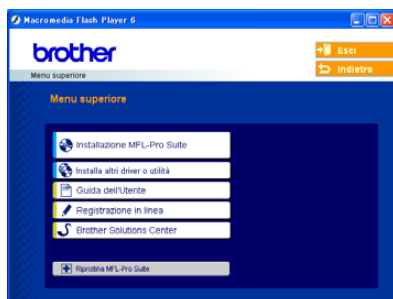 Macromedia Flash Player 6
brother
Esci
Indietro
Menu superiore
Menu superiore
Installazione MFL-Pro Suite
Installa altri driver o utilità
Guida dell'Utente
Registrazione in linea
Brother Solutions Center
Ripristina MFL-Pro Suite